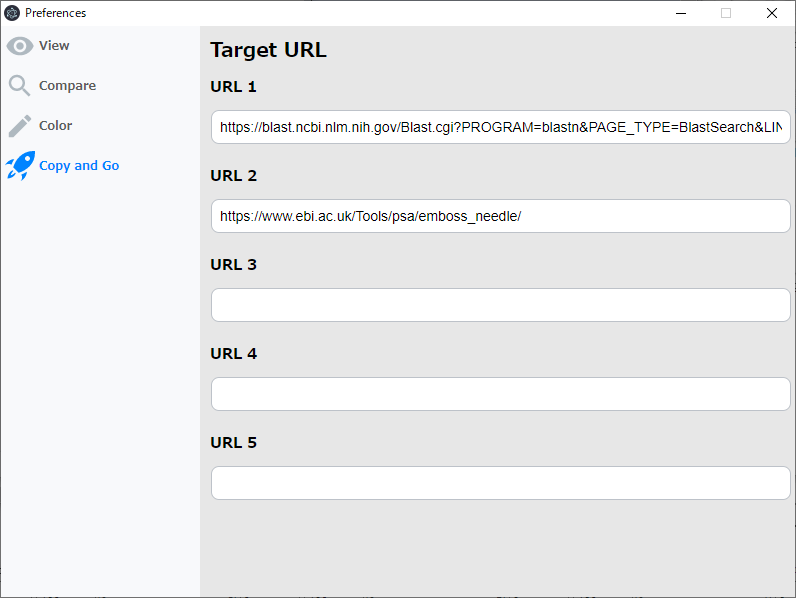 Preferences
View
Compare
Color
Copy and Go
Target URL
URL 1
https://blast.ncbi.nlm.nih.gov/Blast.cgi?PROGRAM=blastn&PAGE_TYPE=BlastSearch&LIN
URL 2
https://www.ebi.ac.uk/Tools/psa/emboss_needle/
URL 3
URL 4
URL 5